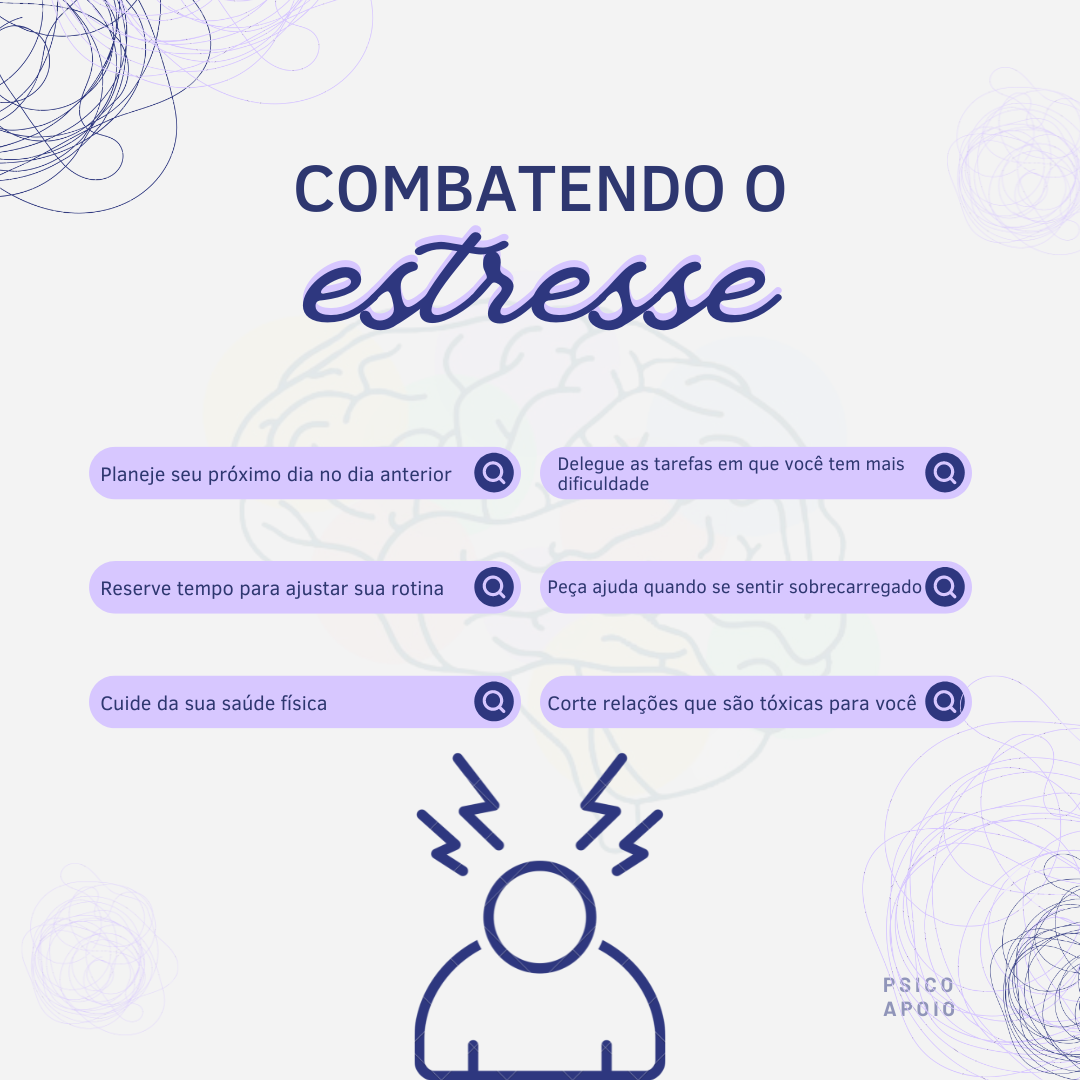 COMBATENDO O
estresse
Planeje seu próximo dia no dia anterior
Delegue as tarefas em que você tem mais
dificuldade
Reserve tempo para ajustar sua rotina
Peça ajuda quando se sentir sobrecarregado
Cuide da sua saúde física
Corte relações que são tóxicas para você
PSICO
APOIO